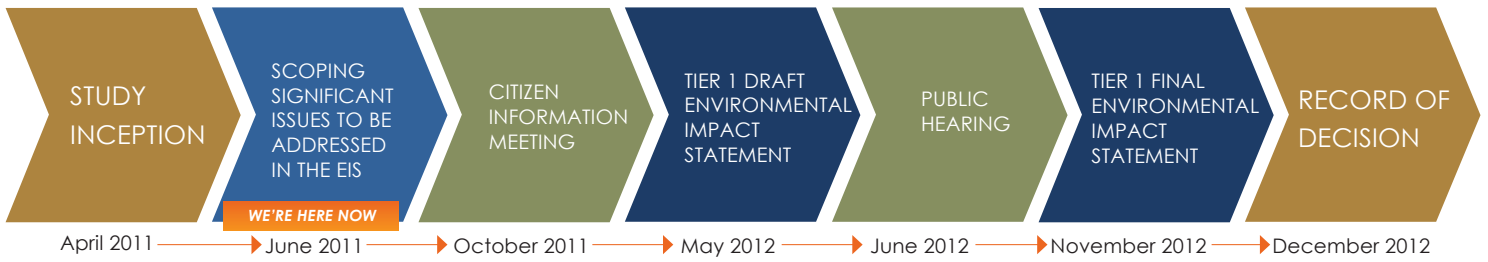 STUDY
INCEPTION
SCOPING
SIGNIFICANT
ISSUES TO BE
ADDRESSED
IN THE EIS
WE'RE HERE NOW
CITIZEN
INFORMATION
MEETING
TIER 1 DRAFT
ENVIRONMENTAL
IMPACT
STATEMENT
PUBLIC
HEARING
TIER 1 FINAL
ENVIRONMENTAL
IMPACT
STATEMENT
RECORD OF
DECISION
April 2011
June 2011
October 2011
May 2012
June 2012
November 2012
December 2012